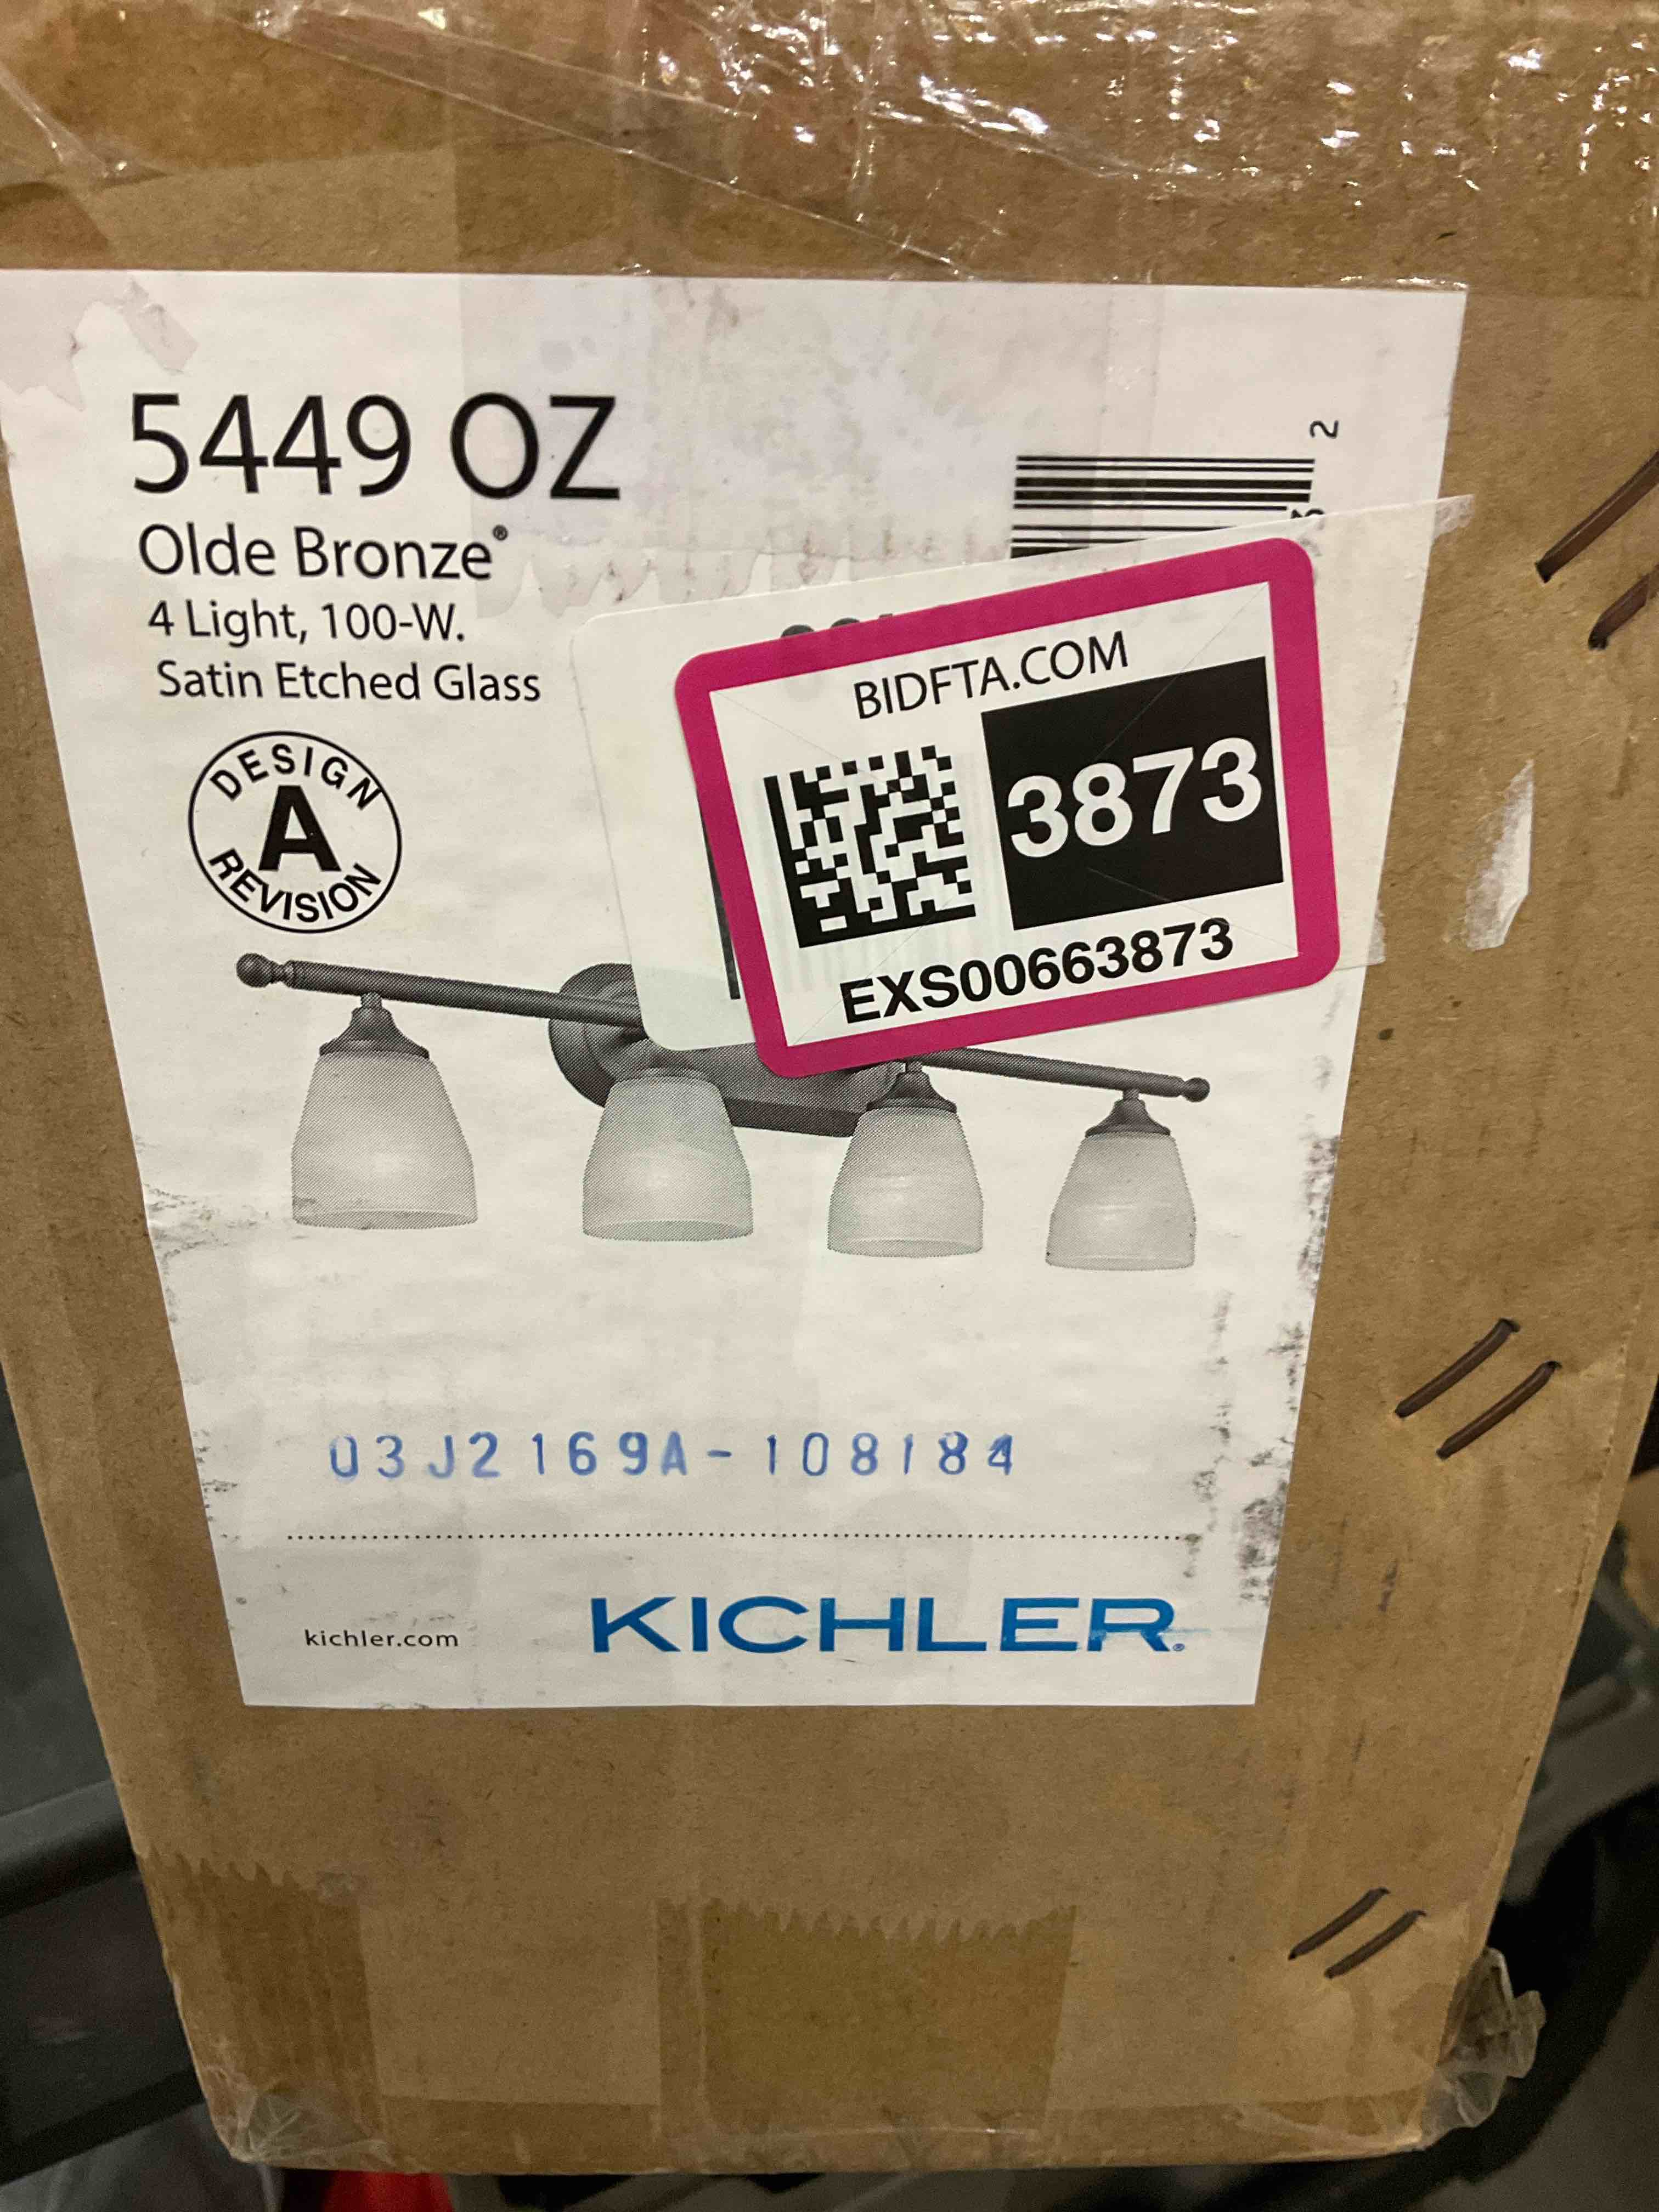 5449 OZ
Olde Bronze®
4 Light, 100-W.
Satin Etched Glass
DESIGN
A
REVISION
2
BIDFTA.COM
3873
EXS00663873
03J2169A-108184
kichler.com
KICHLER®